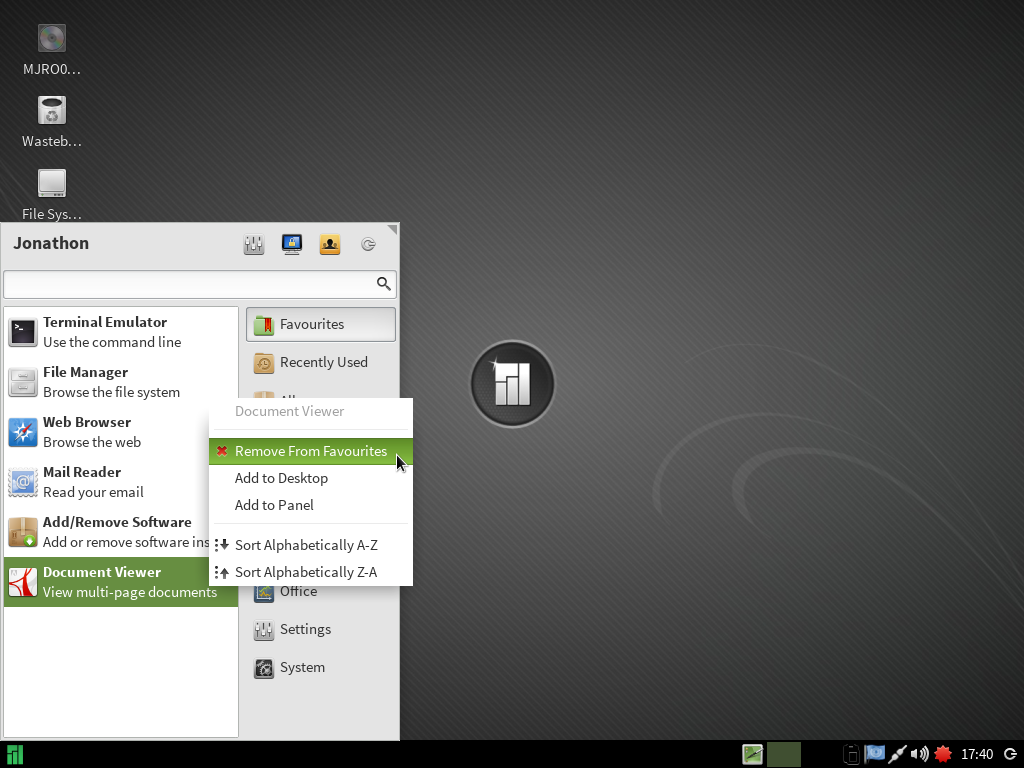 MJRO0…
Wasteb…
File Sys…
Jonathon
Terminal Emulator
Use the command line
File Manager
Browse the file system
Web Browser
Browse the web
Mail Reader
Read your email
Add/Remove Software
Add or remove software ins
Document Viewer
View multi-page documents
Favourites
Recently Used
All
Document Viewer
Remove From Favourites
Add to Desktop
Add to Panel
Sort Alphabetically A-Z
Sort Alphabetically Z-A
Office
Settings
System
17:40